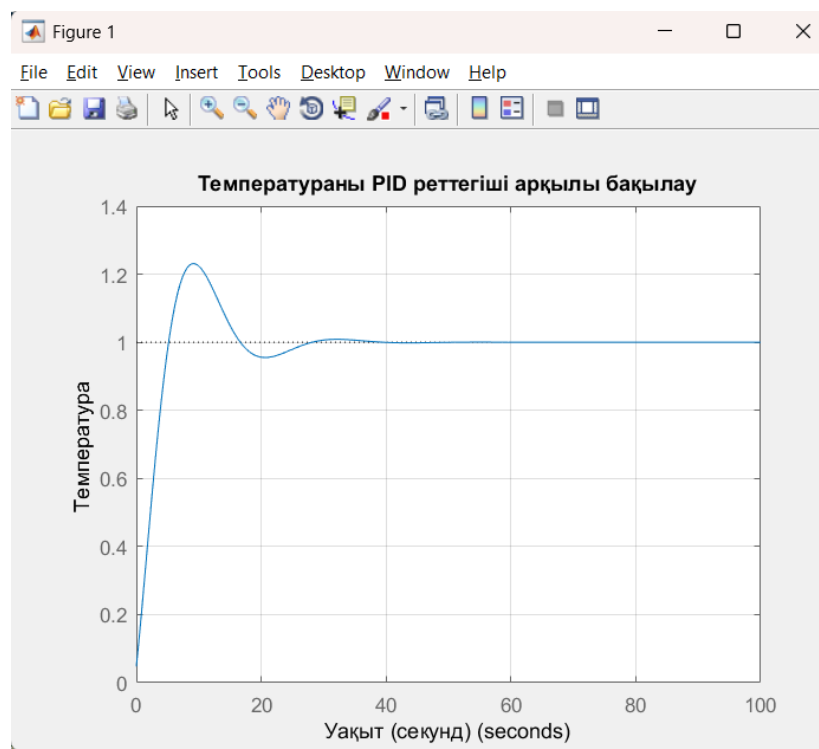 Figure 1
File Edit View Insert Tools Desktop Window Help
Температураны PID реттегіші арқылы бақылау
1.4
1.2
1
0.8
0.6
0.4
0.2
0
Температура
0 20 40 60 80 100
Уақыт (секунд) (seconds)